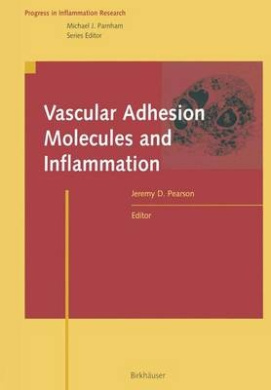 Progress in Inflammation Research
Michael J. Parnham
Series Editor
Vascular Adhesion
Molecules and
Inflammation
Jeremy D. Pearson
Editor
Birkhäuser